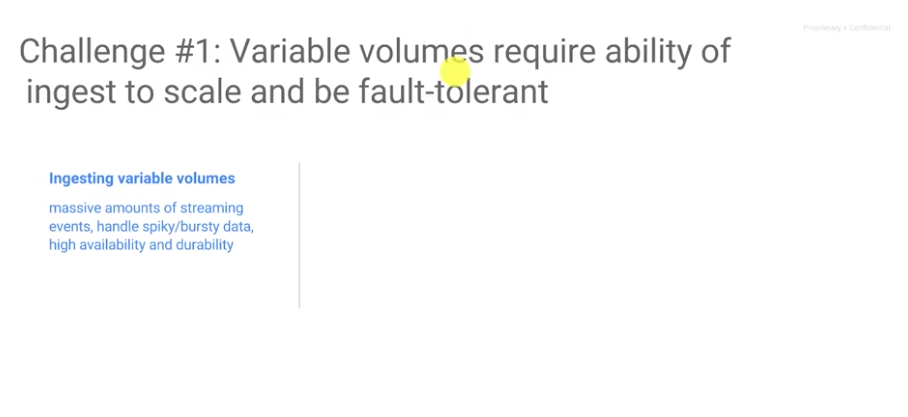 Proprietary + Confidential
Challenge #1: Variable volumes require ability of
ingest to scale and be fault-tolerant
Ingesting variable volumes
massive amounts of streaming
events, handle spiky/bursty data,
high availability and durability